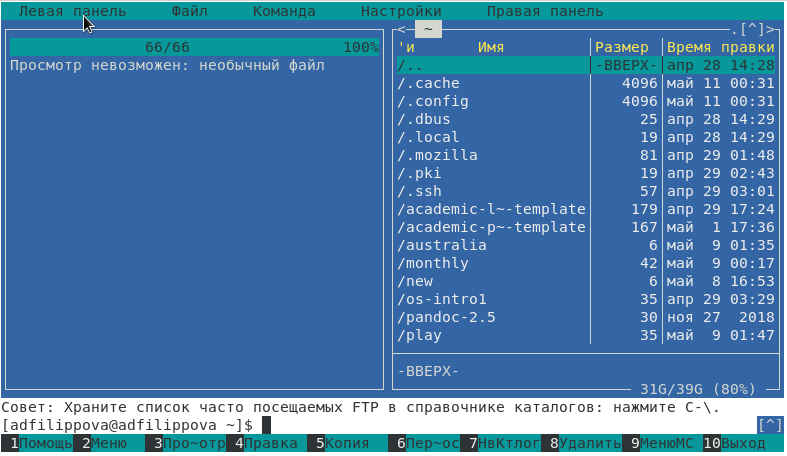 Левая панель Файл Команда Настройки Правая панель
<─ ~ .[^]>
66/66 100%
Просмотр невозможен: необычный файл
'и Имя Размер Время правки
/.. -ВВЕРХ- апр 28 14:28
/.cache 4096 май 11 00:31
/.config 4096 май 11 00:31
/.dbus 25 апр 28 14:29
/.local 19 апр 28 14:29
/.mozilla 81 апр 29 01:48
/.pki 19 апр 29 02:43
/.ssh 57 апр 29 03:01
/academic-l~-template 179 апр 29 17:24
/academic-p~-template 167 май 1 17:36
/australia 6 май 9 01:35
/monthly 42 май 9 00:17
/new 6 май 8 16:53
/os-intro1 35 апр 29 03:29
/pandoc-2.5 30 ноя 27 2018
/play 35 май 9 01:47
-ВВЕРХ-
31G/39G (80%)
Совет: Храните список часто посещаемых FTP в справочнике каталогов: нажмите C-\.
[adfilippova@adfilippova ~]$ [^]
1Помощь 2Меню 3Про~отр 4Правка 5Копия 6Пер~ос 7НвКтлог 8Удалить 9МенюМС 10Выход